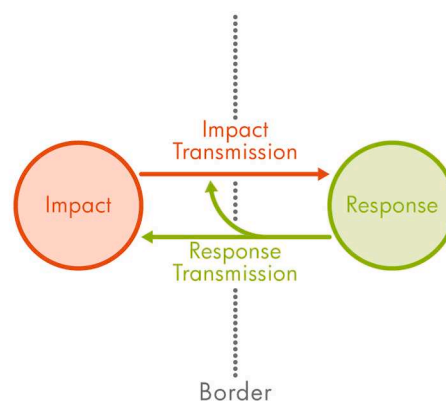 Impact
Transmission
Impact
Response
Response
Transmission
Border